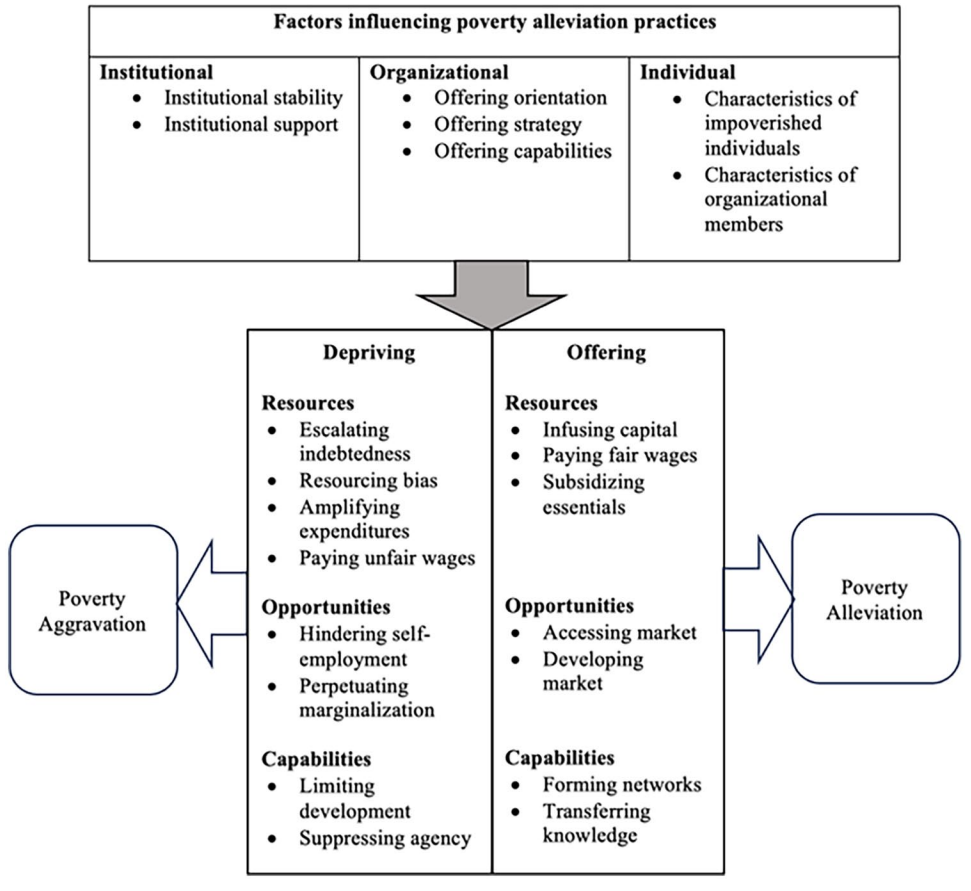 Factors influencing poverty alleviation practices
Institutional
• Institutional stability
• Institutional support
Organizational
• Offering orientation
• Offering strategy
• Offering capabilities
Individual
• Characteristics of
impoverished
individuals
• Characteristics of
organizational
members
Depriving
Resources
• Escalating
indebtedness
• Resourcing bias
• Amplifying
expenditures
• Paying unfair wages
Opportunities
• Hindering self-
employment
• Perpetuating
marginalization
Capabilities
• Limiting
development
• Suppressing agency
Offering
Resources
• Infusing capital
• Paying fair wages
• Subsidizing
essentials
Opportunities
• Accessing market
• Developing
market
Capabilities
• Forming networks
• Transferring
knowledge
Poverty
Aggravation
Poverty
Alleviation